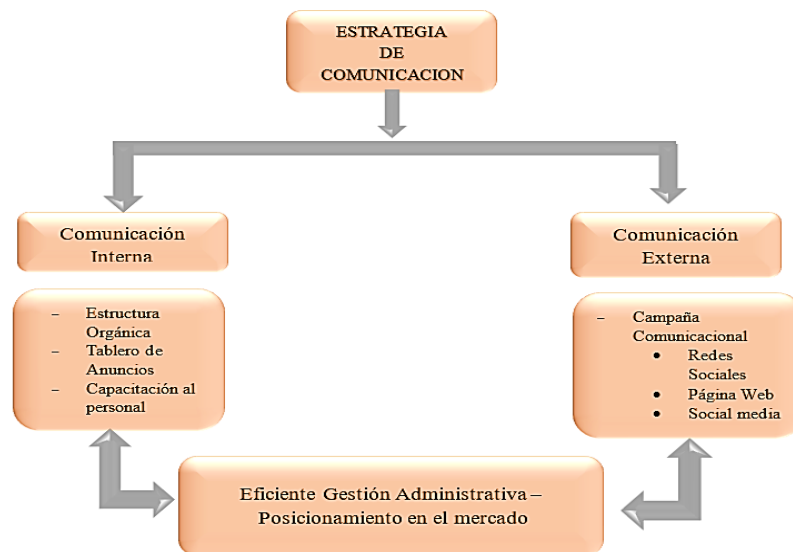 ESTRATEGIA
DE
COMUNICACION
Comunicación
Interna
Comunicación
Externa
– Estructura
Orgánica
– Tablero de
Anuncios
– Capacitación al
personal
– Campaña
Comunicacional
• Redes
Sociales
• Página Web
• Social media
Eficiente Gestión Administrativa –
Posicionamiento en el mercado